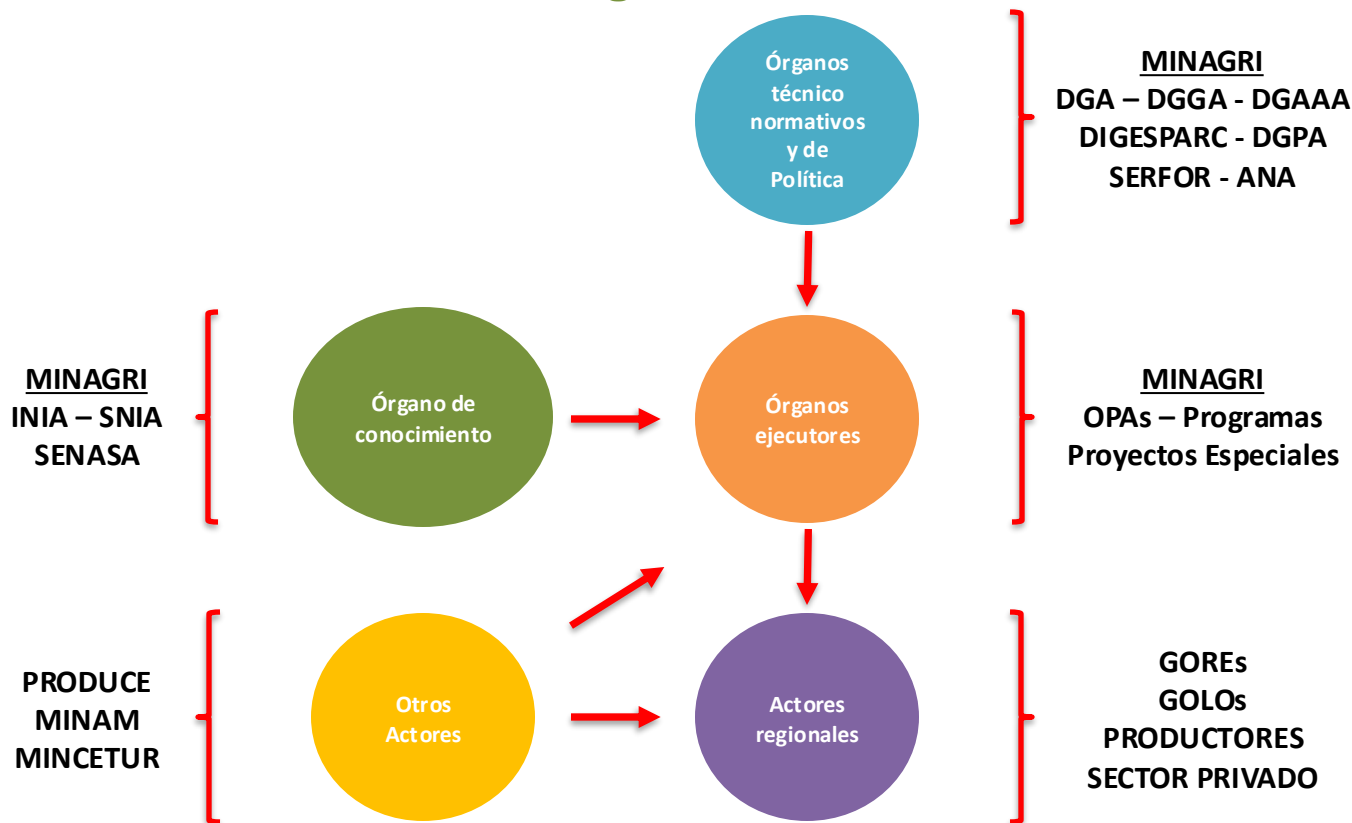 Órganos
técnico
normativos
y de
Política
MINAGRI
DGA – DGGA - DGAAA
DIGESPARC - DGPA
SERFOR - ANA
MINAGRI
INIA – SNIA
SENASA
Órgano de
conocimiento
Órganos
ejecutores
MINAGRI
OPAs – Programas
Proyectos Especiales
PRODUCE
MINAM
MINCETUR
Otros
Actores
Actores
regionales
GOREs
GOLOs
PRODUCTORES
SECTOR PRIVADO